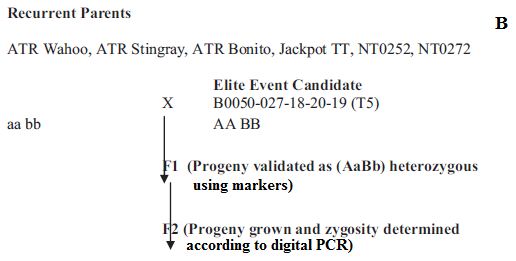 Recurrent Parents
B
ATR Wahoo, ATR Stingray, ATR Bonito, Jackpot TT, NT0252, NT0272
Elite Event Candidate
X B0050-027-18-20-19 (T5)
aa bb AA BB
F1 (Progeny validated as (AaBb) heterozygous
using markers)
F2 (Progeny grown and zygosity determined
according to digital PCR)